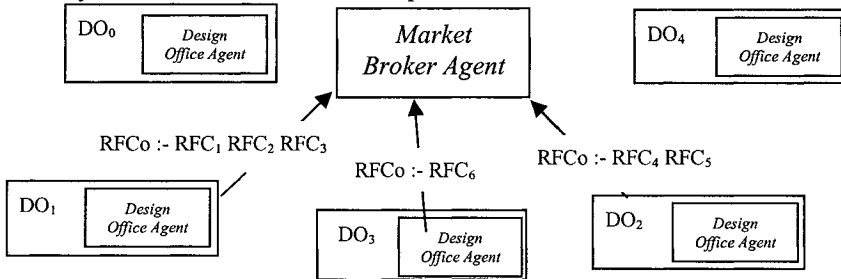 DO₀
Design
Office Agent
Market
Broker Agent
DO₄
Design
Office Agent
RFCo :- RFC₁ RFC₂ RFC₃
RFCo :- RFC₆
RFCo :- RFC₄ RFC₅
DO₁
Design
Office Agent
DO₃
Design
Office Agent
DO₂
Design
Office Agent